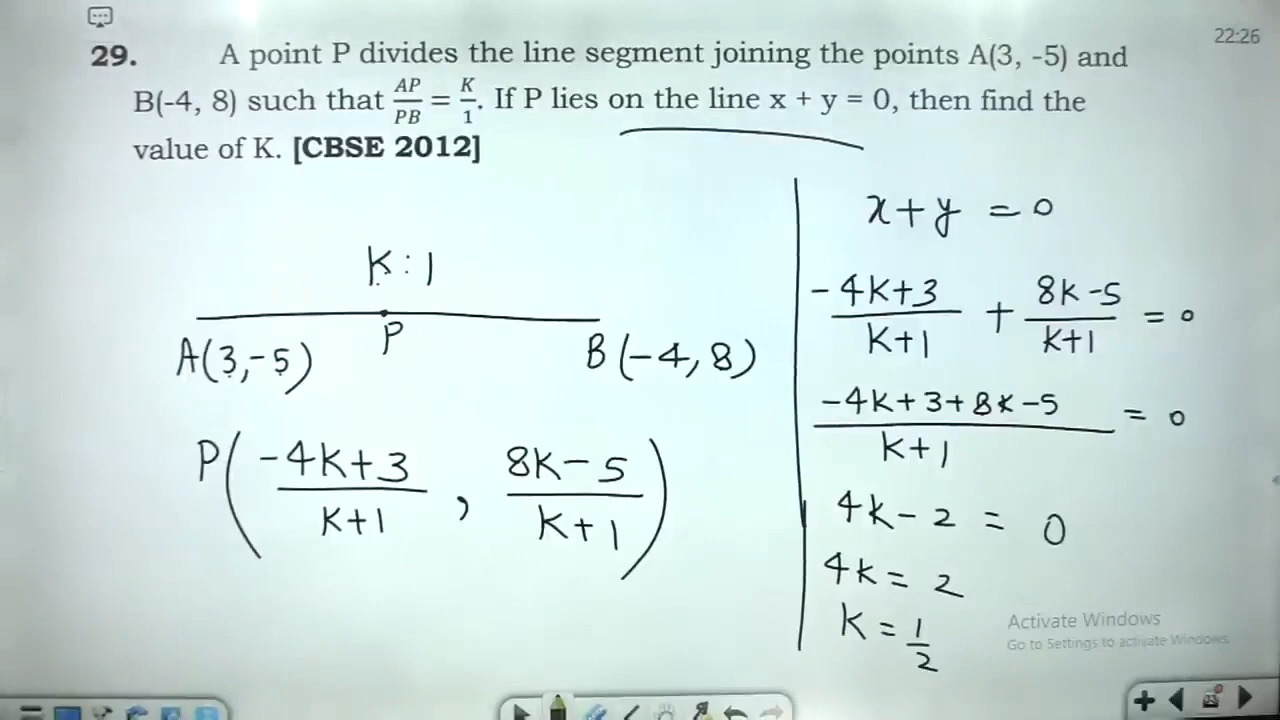 22:26
29. A point P divides the line segment joining the points A(3, -5) and
B(-4, 8) such that AP/PB = K/1. If P lies on the line x + y = 0, then find the
value of K. [CBSE 2012]
K : 1
A(3,-5) P B(-4, 8)
P( -4K+3/K+1 , 8K-5/K+1 )
x+y = 0
-4K+3/K+1 + 8K-5/K+1 = 0
-4K+3+8K-5/K+1 = 0
4K-2 = 0
4K = 2
K = 1/2
Activate Windows
Go to Settings to activate Windows.